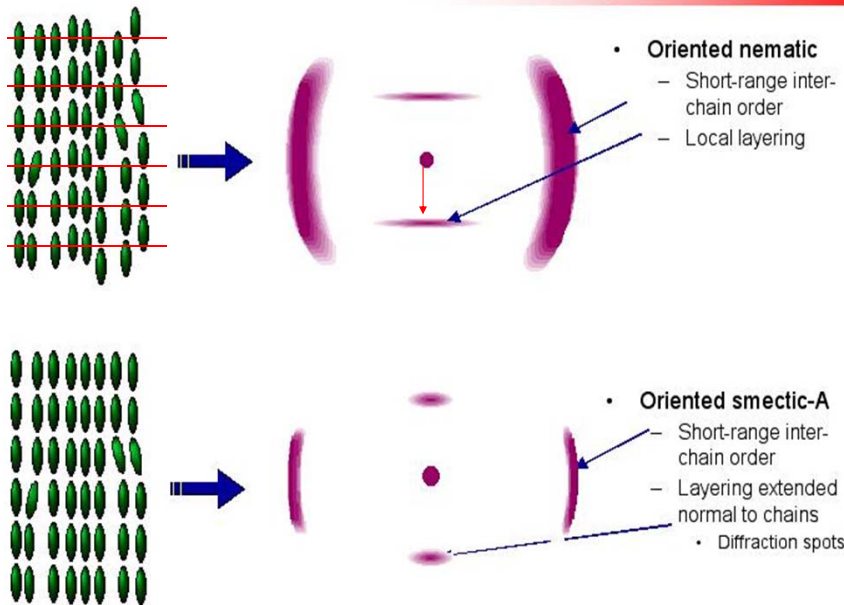 • Oriented nematic
– Short-range inter-
chain order
– Local layering
• Oriented smectic-A
– Short-range inter-
chain order
– Layering extended
normal to chains
• Diffraction spots